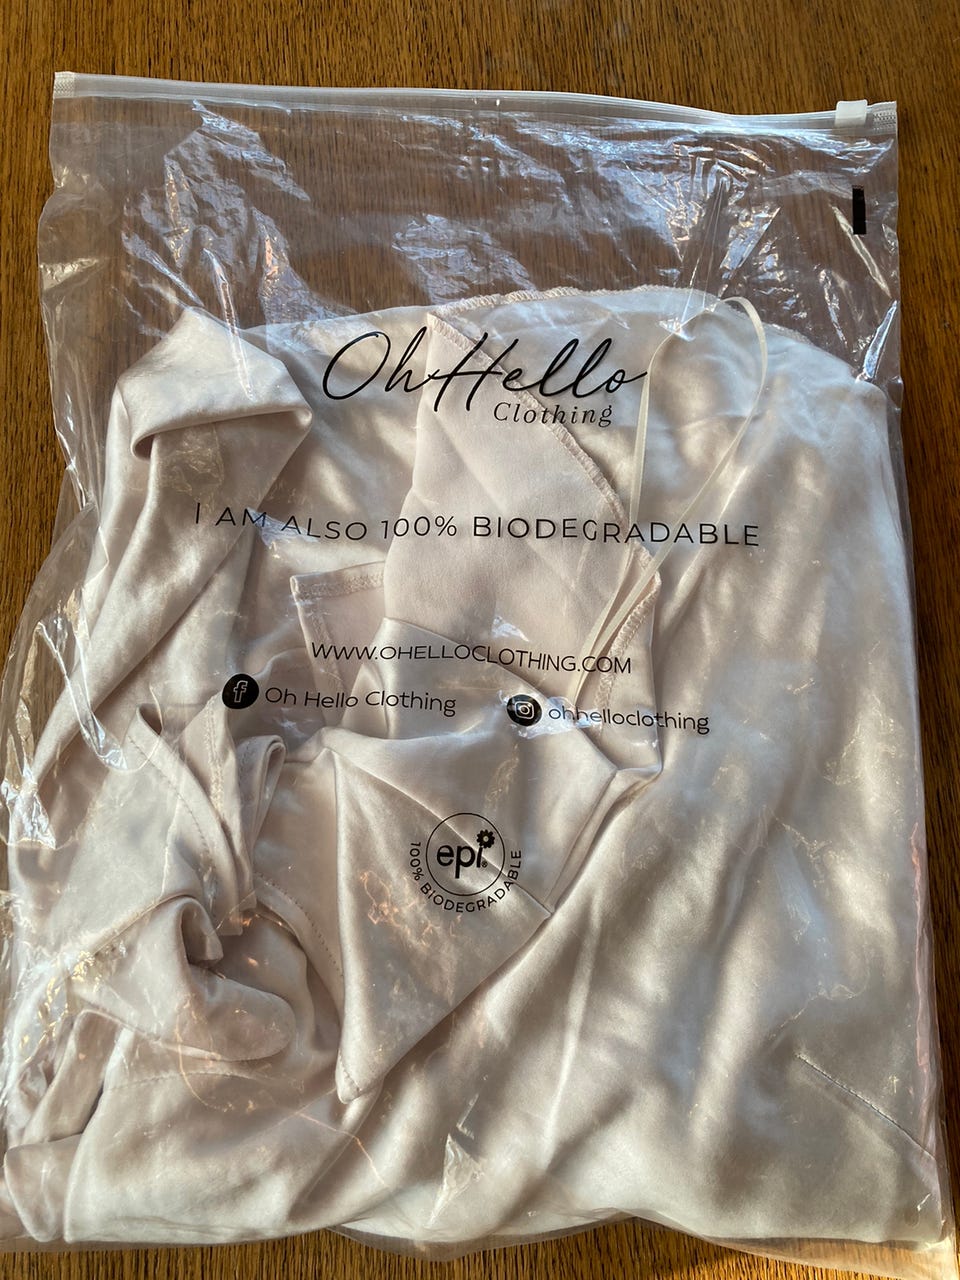 OhHello
Clothing
I AM ALSO 100% BIODEGRADABLE
WWW.OHELLOCLOTHING.COM
Oh Hello Clothing
ohhelloclothing
epi®
100% BIODEGRADABLE